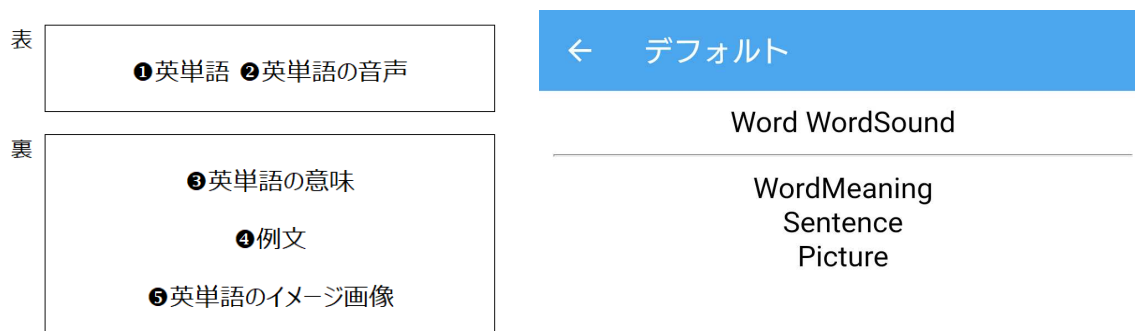 表
❶英単語 ❷英単語の音声
裏
❸英単語の意味
❹例文
❺英単語のイメージ画像
← デフォルト
Word WordSound
WordMeaning
Sentence
Picture